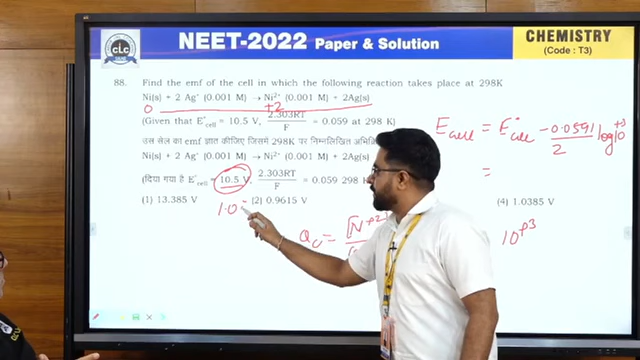 CLC
NEET-2022 Paper & Solution
CHEMISTRY
(Code : T3)
88. Find the emf of the cell in which the following reaction takes place at 298K
Ni(s) + 2 Ag⁺ (0.001 M) → Ni²⁺ (0.001 M) + 2Ag(s)
0 +2
(Given that E°cell = 10.5 V, 2.303RT/F = 0.059 at 298 K)
उस सेल का emf ज्ञात कीजिए जिसमें 298K पर निम्नलिखित
Ni(s) + 2 Ag⁺ (0.001 M) → Ni²⁺ (0.001 M) + 2Ag(s)
(दिया गया है E°cell = 10.5 V, 2.303RT/F = 0.059 298 K)
(1) 13.385 V (2) 0.9615 V (4) 1.0385 V
1.0
Ecell = E°cell - 0.0591/2 log10⁺³
=
Qc =
10⁺³